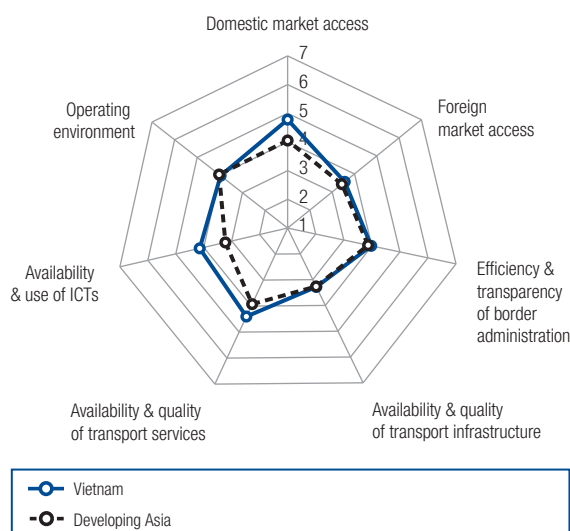 Domestic market access
7
6
5
4
3
2
1
Operating
environment
Foreign
market access
Availability
& use of ICTs
Efficiency &
transparency
of border
administration
Availability & quality
of transport services
Availability & quality
of transport infrastructure
Vietnam
Developing Asia